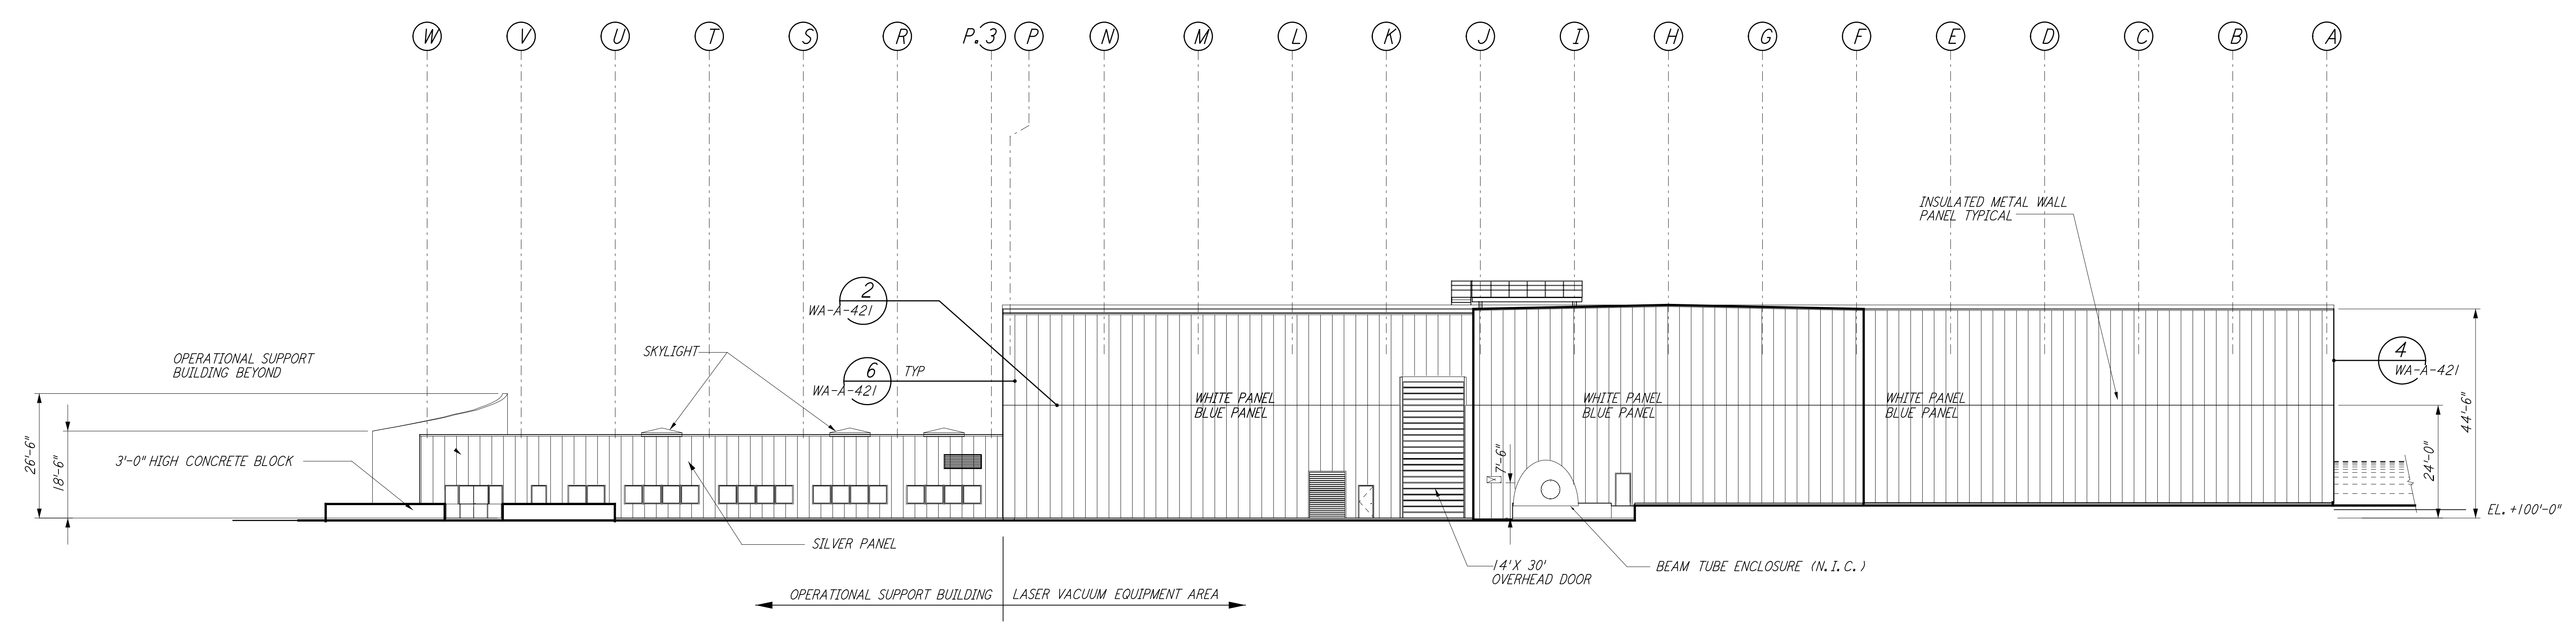 W V U T S R P.3 P N M L K J I H G F E D C B A
INSULATED METAL WALL
PANEL TYPICAL
2
WA-A-421
6 TYP
WA-A-421
4
WA-A-421
OPERATIONAL SUPPORT
BUILDING BEYOND
SKYLIGHT
WHITE PANEL
BLUE PANEL
WHITE PANEL
BLUE PANEL
WHITE PANEL
BLUE PANEL
26'-6"
18'-6"
3'-0" HIGH CONCRETE BLOCK
7'-6"
24'-0"
44'-6"
EL. +100'-0"
SILVER PANEL
14' X 30'
OVERHEAD DOOR
BEAM TUBE ENCLOSURE (N.I.C.)
OPERATIONAL SUPPORT BUILDING
LASER VACUUM EQUIPMENT AREA